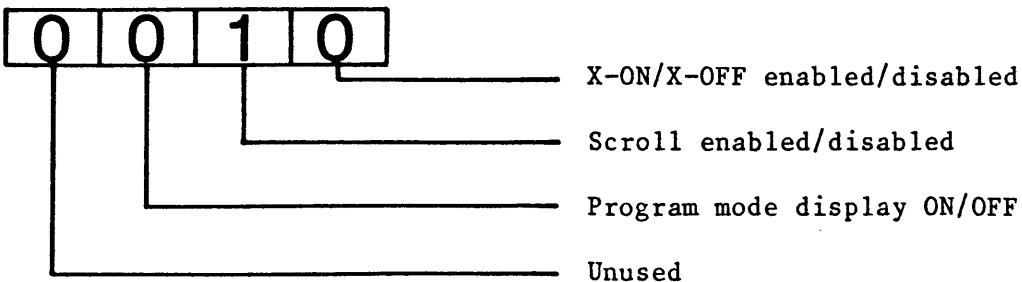 0 0 1 0
X-ON/X-OFF enabled/disabled
Scroll enabled/disabled
Program mode display ON/OFF
Unused